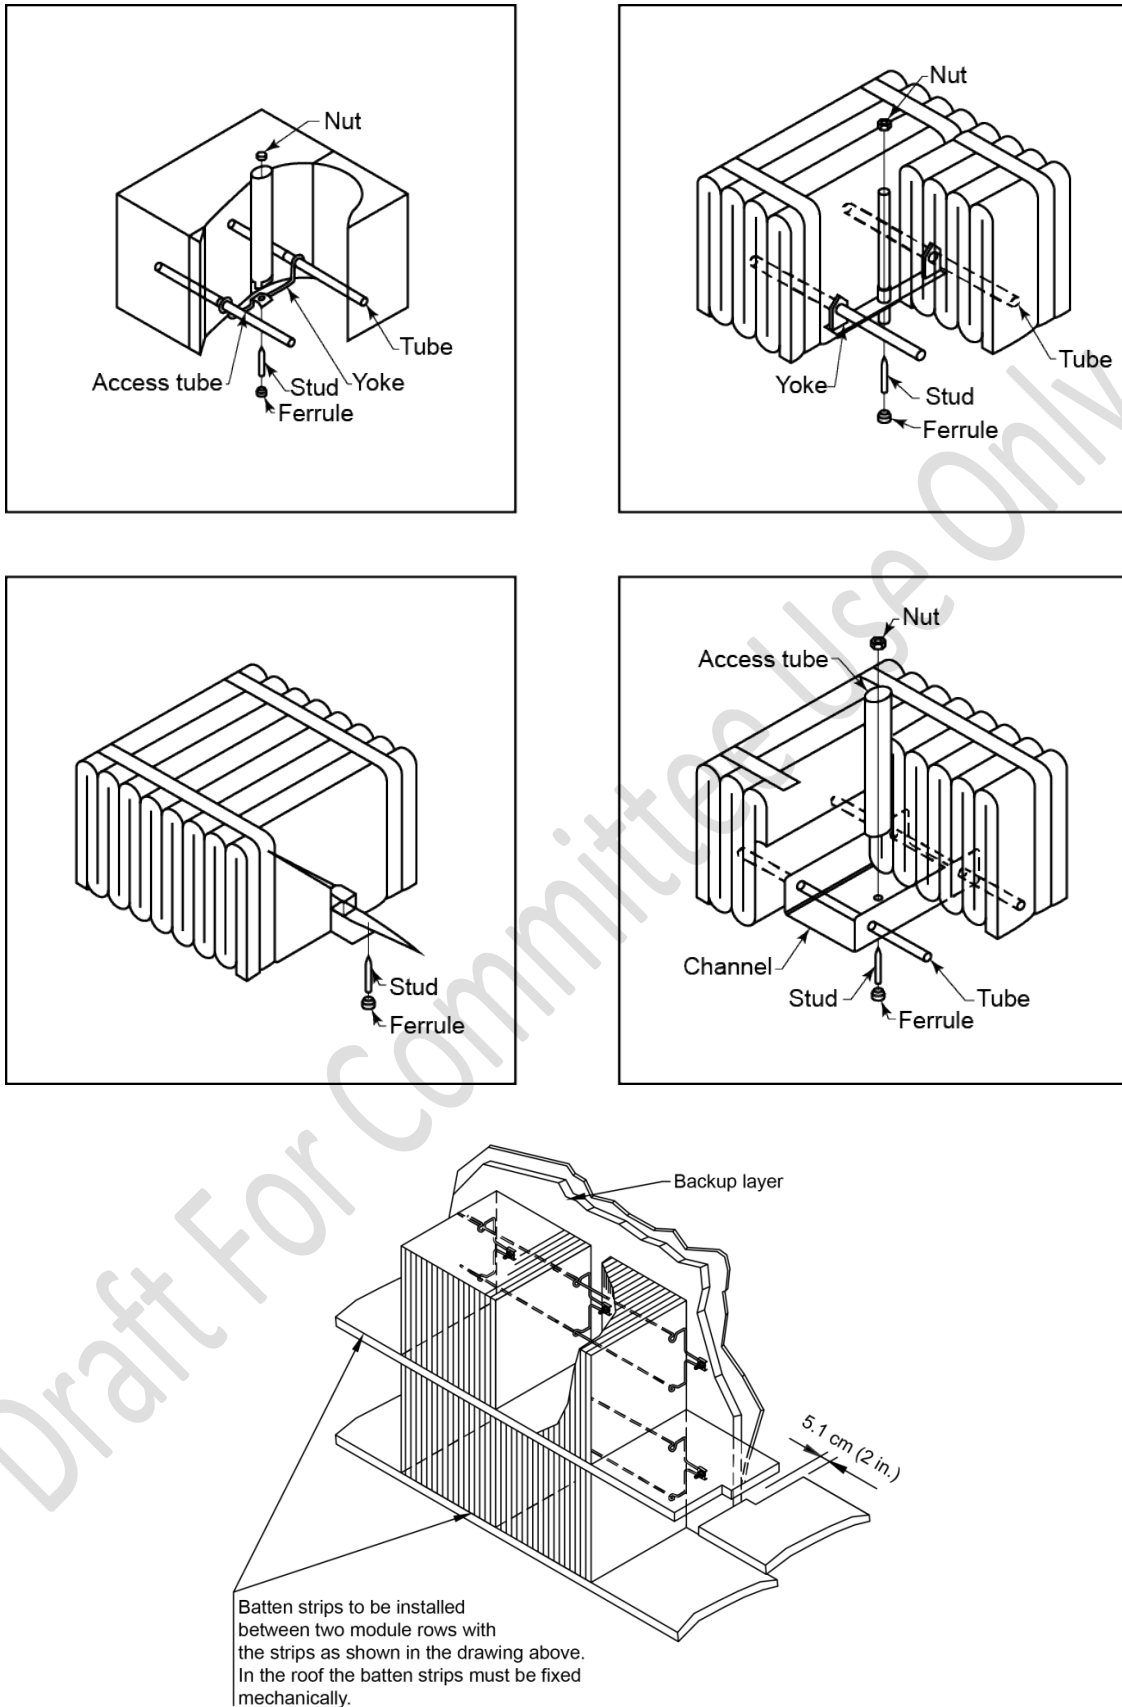 Nut
Access tube
Stud
Ferrule
Yoke
Tube
Nut
Yoke
Stud
Ferrule
Tube
Stud
Ferrule
Nut
Access tube
Channel
Stud
Ferrule
Tube
Backup layer
5.1 cm (2 in.)
Batten strips to be installed
between two module rows with
the strips as shown in the drawing above.
In the roof the batten strips must be fixed
mechanically.
Draft For Committee Use Only